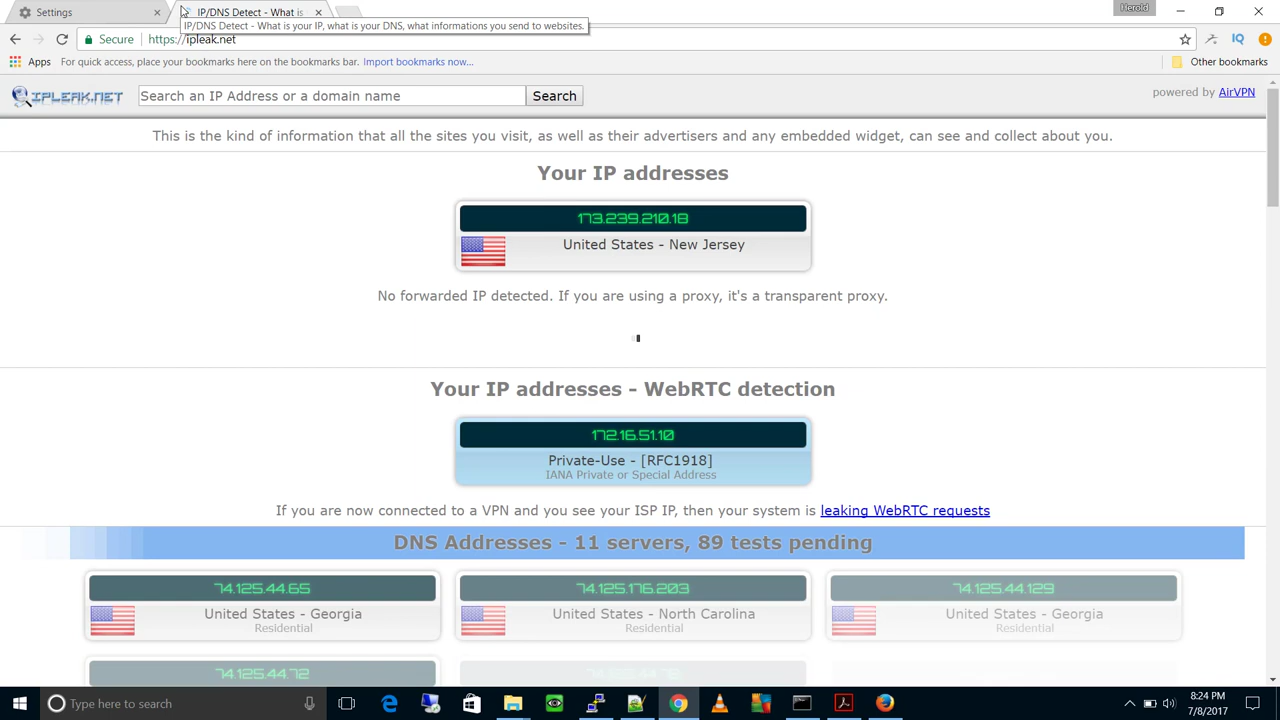 Settings
IP/DNS Detect - What is
Herold
IP/DNS Detect - What is your IP, what is your DNS, what informations you send to websites.
Secure
https://ipleak.net
IQ
Apps
For quick access, place your bookmarks here on the bookmarks bar.
Import bookmarks now...
Other bookmarks
IPLEAK.NET
Search an IP Address or a domain name
Search
powered by AirVPN
This is the kind of information that all the sites you visit, as well as their advertisers and any embedded widget, can see and collect about you.
Your IP addresses
173.239.210.18
United States - New Jersey
No forwarded IP detected. If you are using a proxy, it's a transparent proxy.
Your IP addresses - WebRTC detection
172.16.51.10
Private-Use - [RFC1918]
IANA Private or Special Address
If you are now connected to a VPN and you see your ISP IP, then your system is leaking WebRTC requests
DNS Addresses - 11 servers, 89 tests pending
74.125.44.65
United States - Georgia
Residential
74.125.176.203
United States - North Carolina
Residential
74.125.44.129
United States - Georgia
Residential
74.125.44.72
Type here to search
8:24 PM
7/8/2017